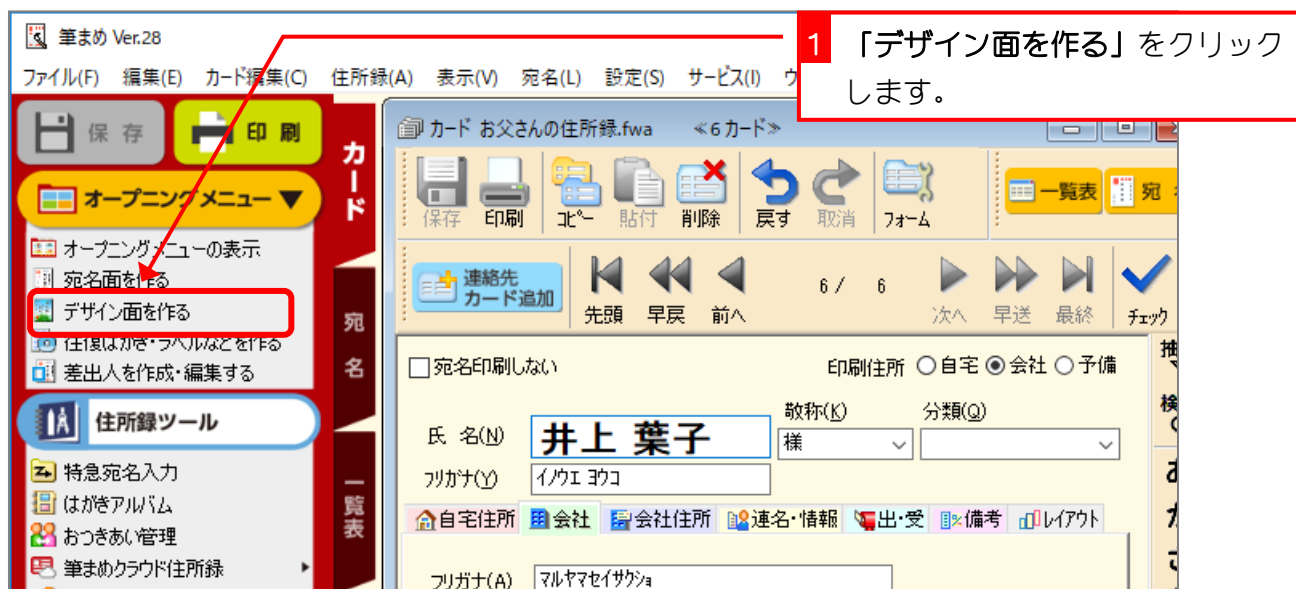 筆まめ Ver.28
1 「デザイン面を作る」をクリック
します。
ファイル(F) 編集(E) カード編集(C) 住所録(A) 表示(V) 宛名(L) 設定(S) サービス(I)
保存 印刷
オープニングメニュー ▼
オープニングメニューの表示
宛名面を作る
デザイン面を作る
往復はがき・ラベルなどを作る
差出人を作成・編集する
住所録ツール
特急宛名入力
はがきアルバム
おつきあい管理
筆まめクラウド住所録
カード
宛名
一覧表
カード お父さんの住所録.fwa ≪6カード≫
保存 印刷 コピー 貼付 削除 戻す 取消 フォーム 一覧表 宛
連絡先
カード追加
先頭 早戻 前へ 6 / 6 次へ 早送 最終 チェック
宛名印刷しない 印刷住所 自宅 会社 予備
敬称(K) 分類(Q)
氏 名(N) 井上 葉子 様
フリガナ(Y) イノウエ ヨウコ
自宅住所 会社 会社住所 連名・情報 出・受 備考 レイアウト
フリガナ(A) マルヤマセイサクショ